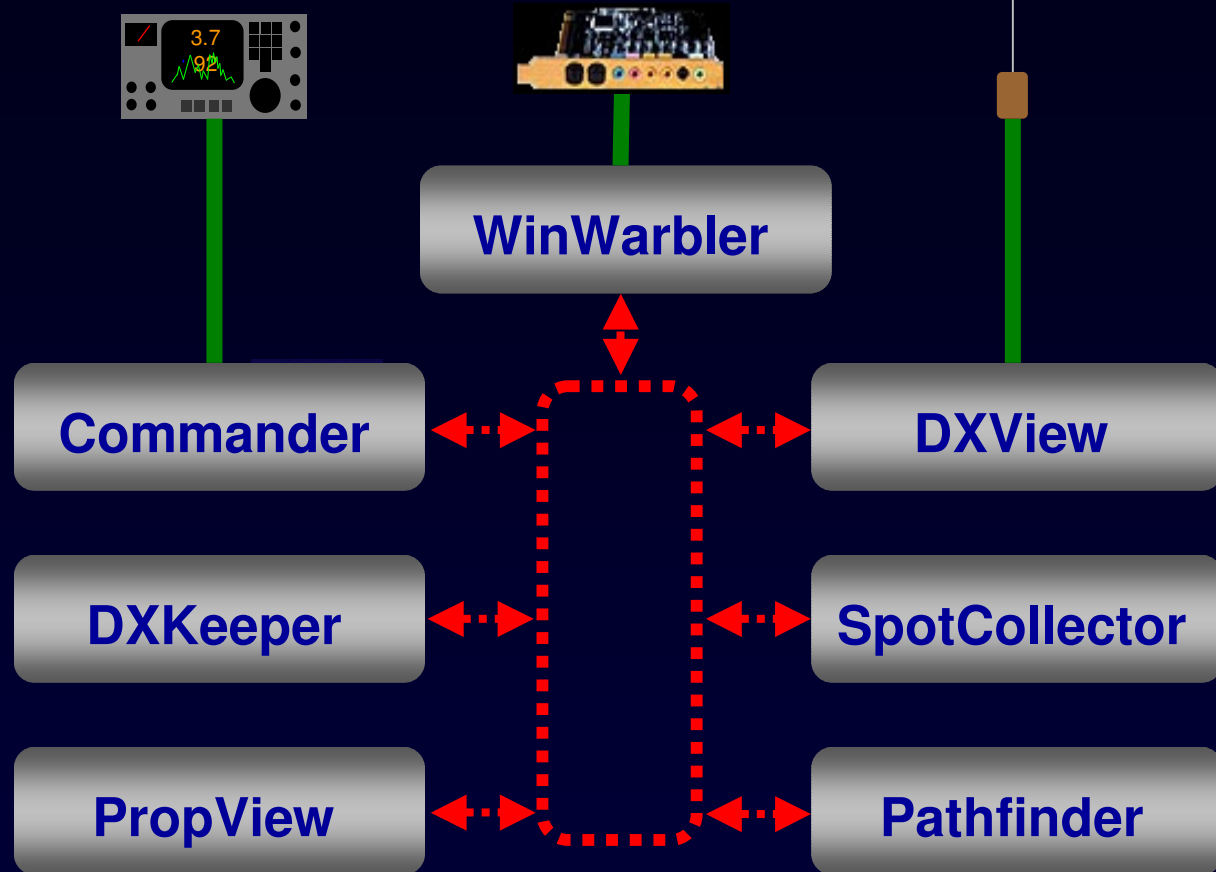 3.7
92
WinWarbler
Commander
DXView
DXKeeper
SpotCollector
PropView
Pathfinder